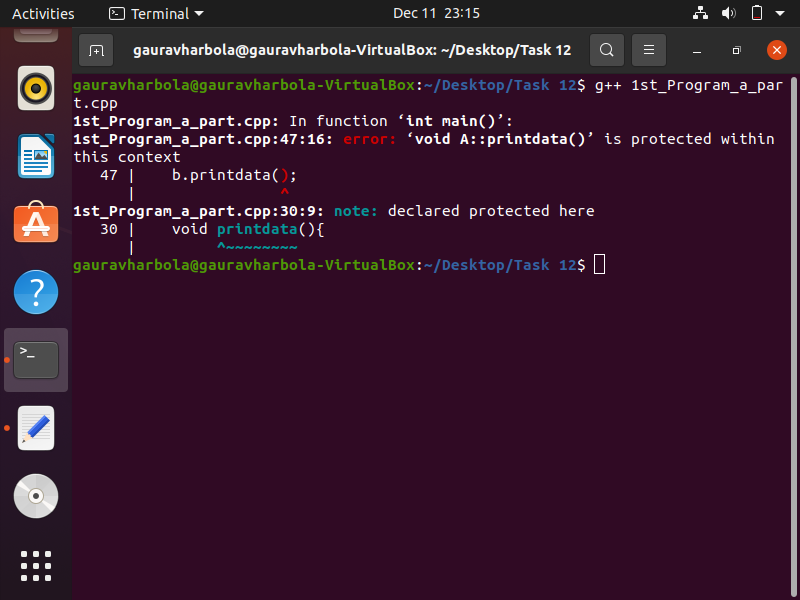 Activities Terminal Dec 11 23:15
gauravharbola@gauravharbola-VirtualBox: ~/Desktop/Task 12
gauravharbola@gauravharbola-VirtualBox:~/Desktop/Task 12$ g++ 1st_Program_a_par
t.cpp
1st_Program_a_part.cpp: In function ‘int main()’:
1st_Program_a_part.cpp:47:16: error: ‘void A::printdata()’ is protected within
this context
   47 |    b.printdata();
      |                ^
1st_Program_a_part.cpp:30:9: note: declared protected here
   30 |    void printdata(){
      |         ^~~~~~~~~
gauravharbola@gauravharbola-VirtualBox:~/Desktop/Task 12$